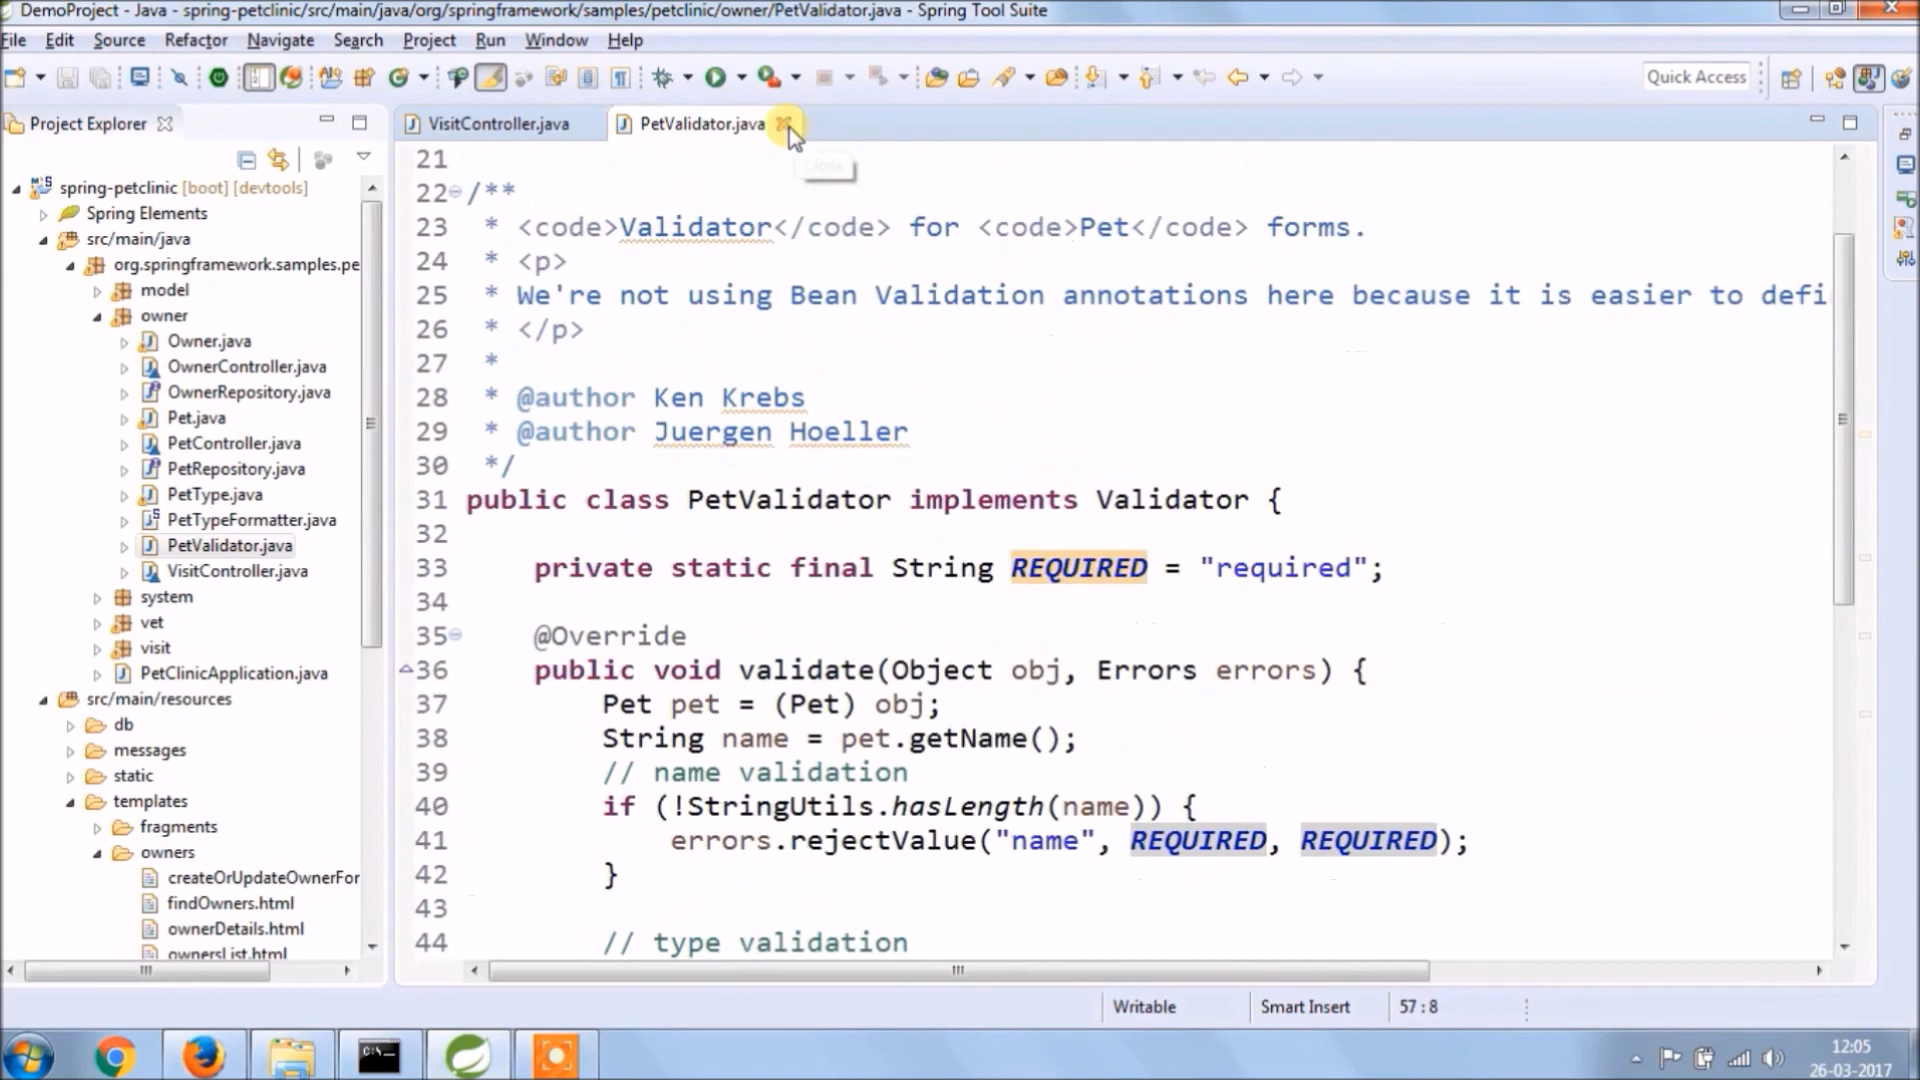 DemoProject - Java - spring-petclinic/src/main/java/org/springframework/samples/petclinic/owner/PetValidator.java - Spring Tool Suite
File Edit Source Refactor Navigate Search Project Run Window Help
Quick Access
Project Explorer
spring-petclinic [boot] [devtools]
Spring Elements
src/main/java
org.springframework.samples.pe
model
owner
Owner.java
OwnerController.java
OwnerRepository.java
Pet.java
PetController.java
PetRepository.java
PetType.java
PetTypeFormatter.java
PetValidator.java
VisitController.java
system
vet
visit
PetClinicApplication.java
src/main/resources
db
messages
static
templates
fragments
owners
createOrUpdateOwnerFor
findOwners.html
ownerDetails.html
ownersList.html
VisitController.java PetValidator.java
Close
21
22 /**
23 * <code>Validator</code> for <code>Pet</code> forms.
24 * <p>
25 * We're not using Bean Validation annotations here because it is easier to defi
26 * </p>
27 *
28 * @author Ken Krebs
29 * @author Juergen Hoeller
30 */
31 public class PetValidator implements Validator {
32
33 private static final String REQUIRED = "required";
34
35 @Override
36 public void validate(Object obj, Errors errors) {
37 Pet pet = (Pet) obj;
38 String name = pet.getName();
39 // name validation
40 if (!StringUtils.hasLength(name)) {
41 errors.rejectValue("name", REQUIRED, REQUIRED);
42 }
43
44 // type validation
Writable Smart Insert 57 : 8
12:05
26-03-2017